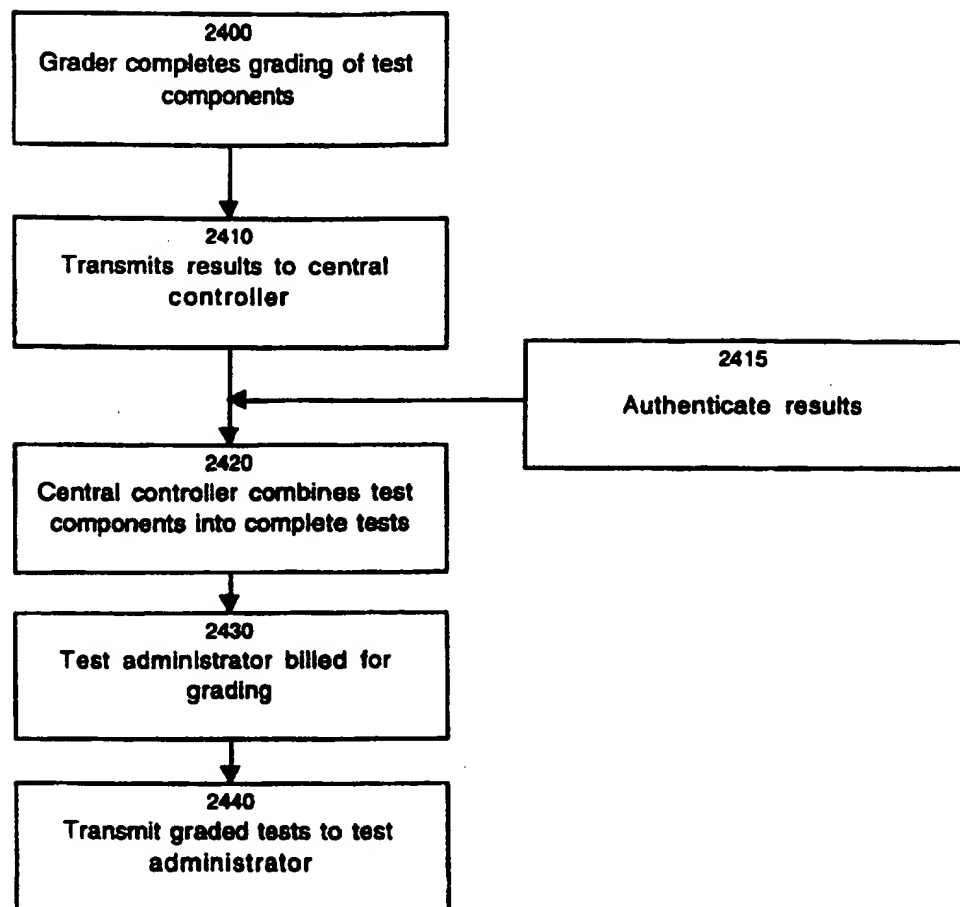 2400
Grader completes grading of test
components
2410
Transmits results to central
controller
2415
Authenticate results
2420
Central controller combines test
components into complete tests
2430
Test administrator billed for
grading
2440
Transmit graded tests to test
administrator